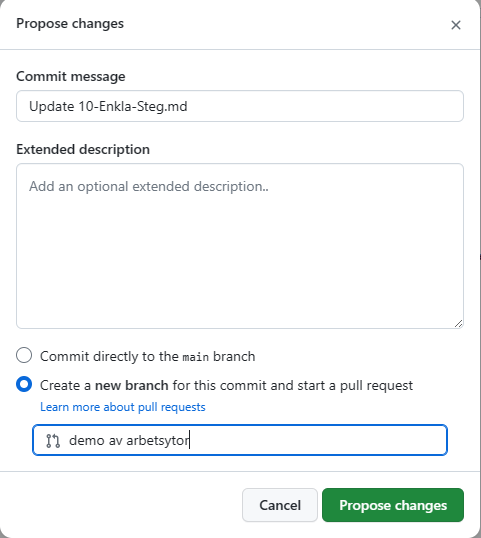 Propose changes
Commit message
Update 10-Enkla-Steg.md
Extended description
Add an optional extended description..
Commit directly to the main branch
Create a new branch for this commit and start a pull request
Learn more about pull requests
demo av arbetsytor
Cancel
Propose changes